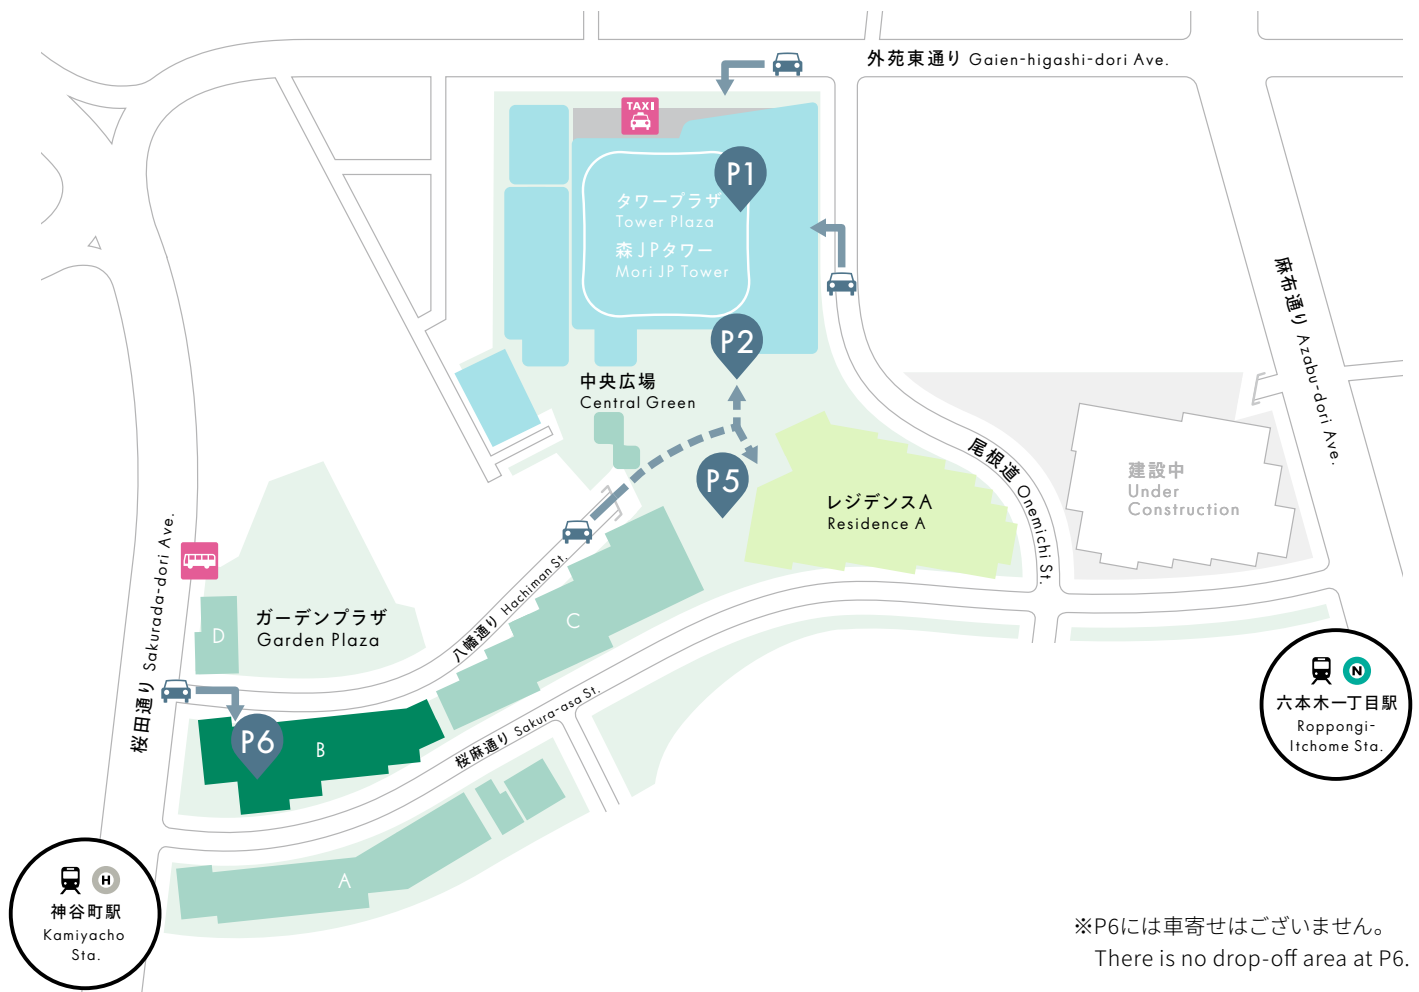 外苑東通り Gaien-higashi-dori Ave.
TAXI
P1
タワープラザ
Tower Plaza
森JPタワー
Mori JP Tower
麻布通り Azabu-dori Ave.
P2
中央広場
Central Green
尾根道 Onemichi St.
建設中
Under
Construction
P5
レジデンスA
Residence A
桜田通り Sakurada-dori Ave.
八幡通り Hachiman St.
ガーデンプラザ
Garden Plaza
D
C
P6
B
桜麻通り Sakura-asa St.
A
N
六本木一丁目駅
Roppongi-
Itchome Sta.
H
神谷町駅
Kamiyacho
Sta.
※P6には車寄せはございません。
There is no drop-off area at P6.